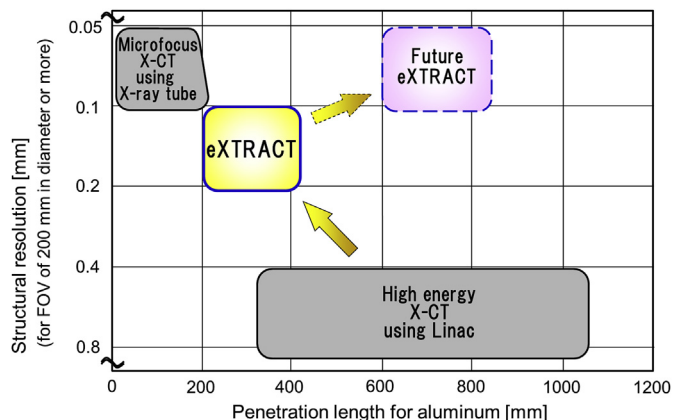 Structural resolution [mm]
(for FOV of 200 mm in diameter or more)
0.05
0.1
0.2
0.4
0.8
Microfocus
X-CT
using
X-ray tube
Future
eXTRACT
eXTRACT
High energy
X-CT
using Linac
0
200
400
600
800
1000
1200
Penetration length for aluminum [mm]